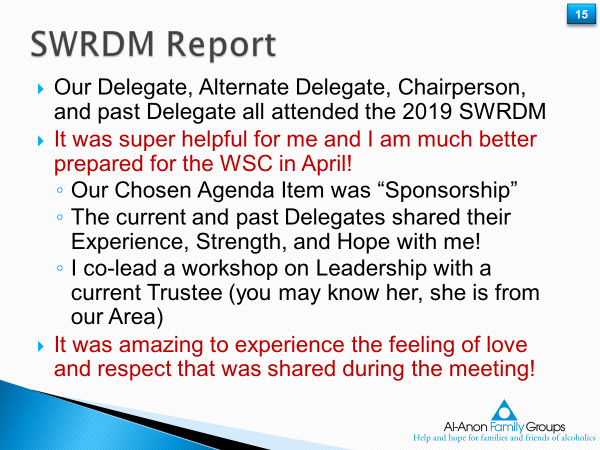 15
SWRDM Report
Our Delegate, Alternate Delegate, Chairperson,
and past Delegate all attended the 2019 SWRDM
It was super helpful for me and I am much better
prepared for the WSC in April!
Our Chosen Agenda Item was “Sponsorship”
The current and past Delegates shared their
Experience, Strength, and Hope with me!
I co-lead a workshop on Leadership with a
current Trustee (you may know her, she is from
our Area)
It was amazing to experience the feeling of love
and respect that was shared during the meeting!
Al-Anon Family Groups
Help and hope for families and friends of alcoholics